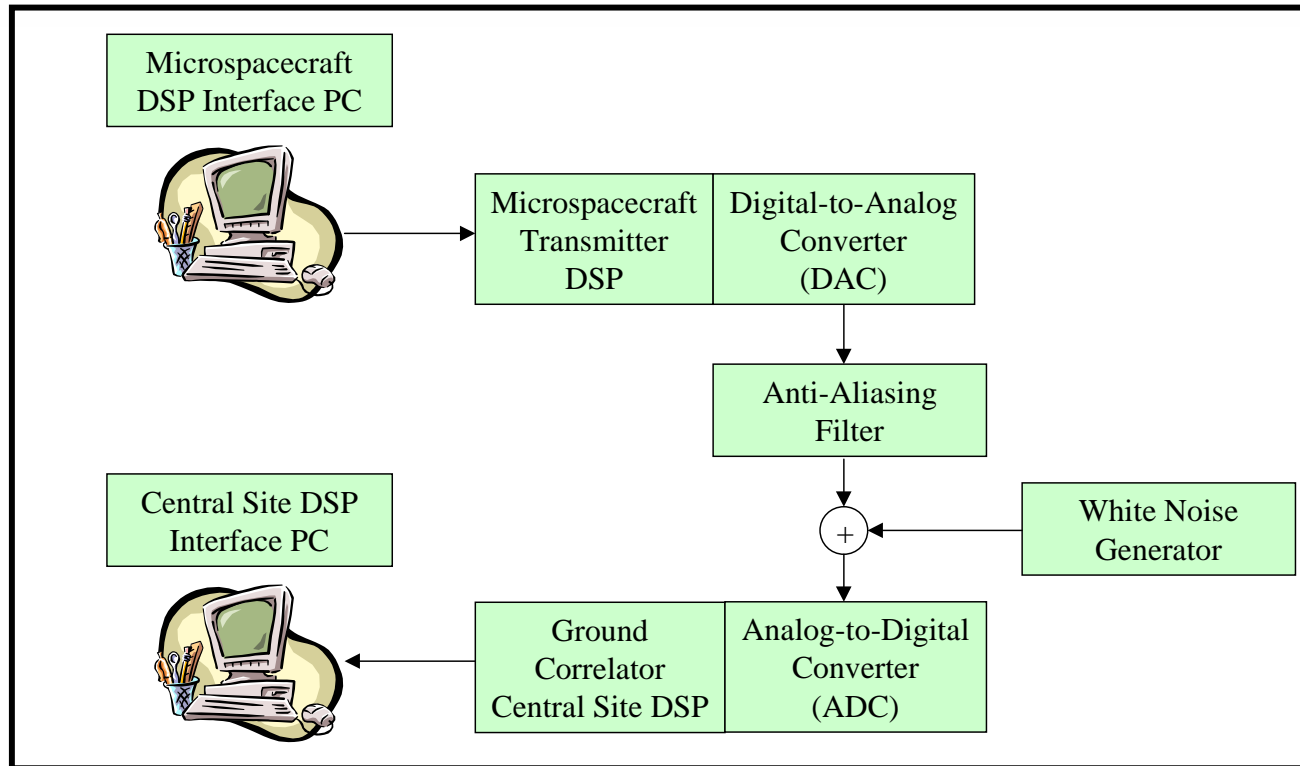 Microspacecraft
DSP Interface PC
Microspacecraft
Transmitter
DSP
Digital-to-Analog
Converter
(DAC)
Anti-Aliasing
Filter
Central Site DSP
Interface PC
+
White Noise
Generator
Ground
Correlator
Central Site DSP
Analog-to-Digital
Converter
(ADC)